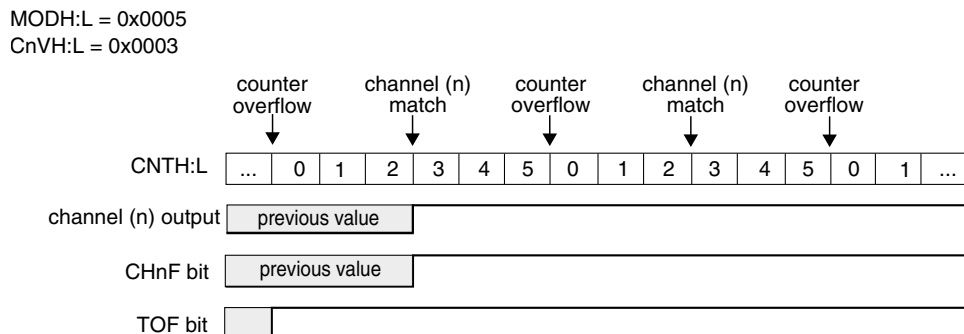 MODH:L = 0x0005
CnVH:L = 0x0003
counter overflow channel (n) match counter overflow channel (n) match counter overflow
CNTH:L ... 0 1 2 3 4 5 0 1 2 3 4 5 0 1 ...
channel (n) output previous value
CHnF bit previous value
TOF bit